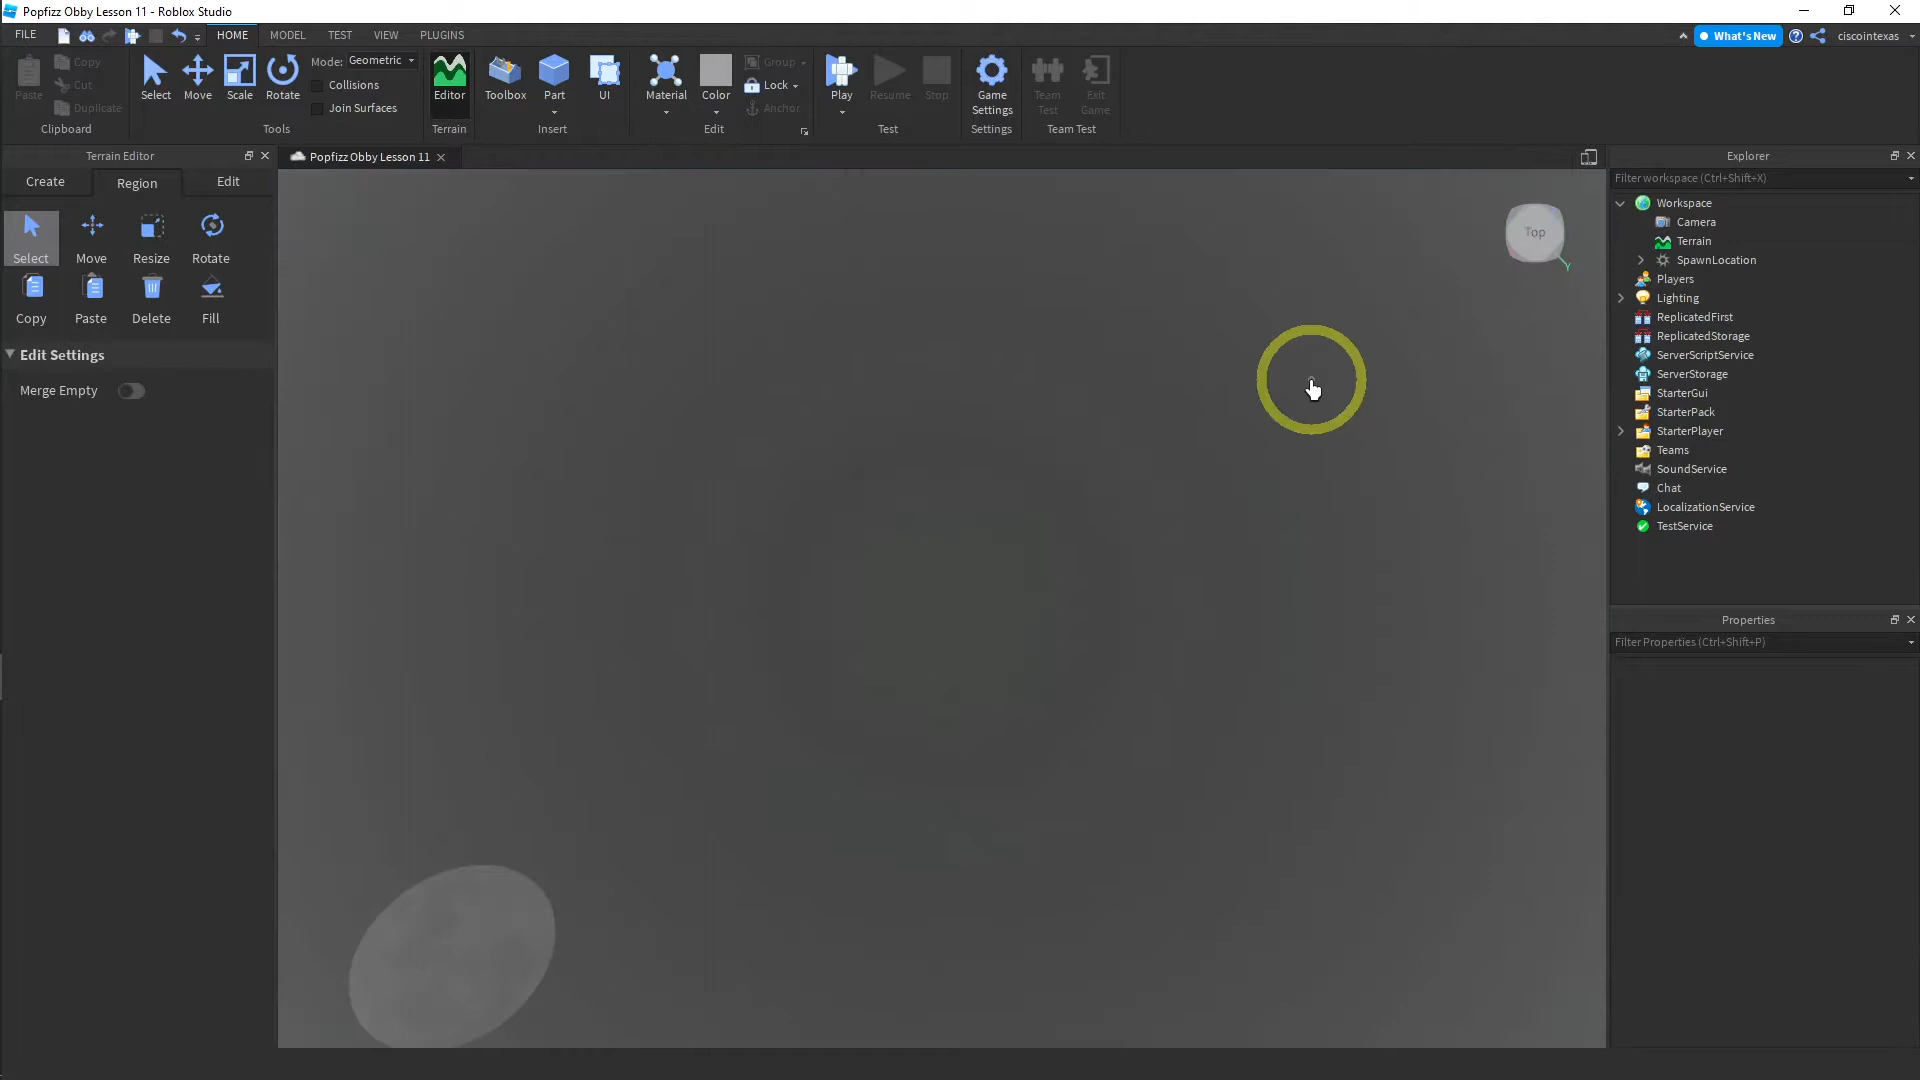 Popfizz Obby Lesson 11 - Roblox Studio
FILE HOME MODEL TEST VIEW PLUGINS
What's New ciscointexas
Paste
Copy
Cut
Duplicate
Clipboard
Select Move Scale Rotate
Mode: Geometric
Collisions
Join Surfaces
Tools
Editor
Terrain
Toolbox Part UI
Insert
Material Color
Group
Lock
Anchor
Edit
Play Resume Stop
Test
Game Settings
Settings
Team Test
Exit Game
Team Test
Terrain Editor
Create Region Edit
Select Move Resize Rotate
Copy Paste Delete Fill
Edit Settings
Merge Empty
Popfizz Obby Lesson 11
Top
Y
Explorer
Filter workspace (Ctrl+Shift+X)
Workspace
Camera
Terrain
SpawnLocation
Players
Lighting
ReplicatedFirst
ReplicatedStorage
ServerScriptService
ServerStorage
StarterGui
StarterPack
StarterPlayer
Teams
SoundService
Chat
LocalizationService
TestService
Properties
Filter Properties (Ctrl+Shift+P)